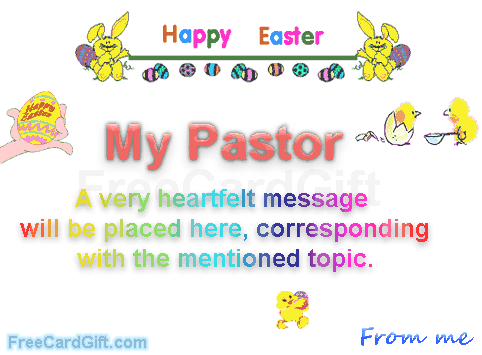 Happy Easter
Happy
Easter
My Pastor
FreeCardGift
A very heartfelt message
will be placed here, corresponding
with the mentioned topic.
FreeCardGift.com
From me